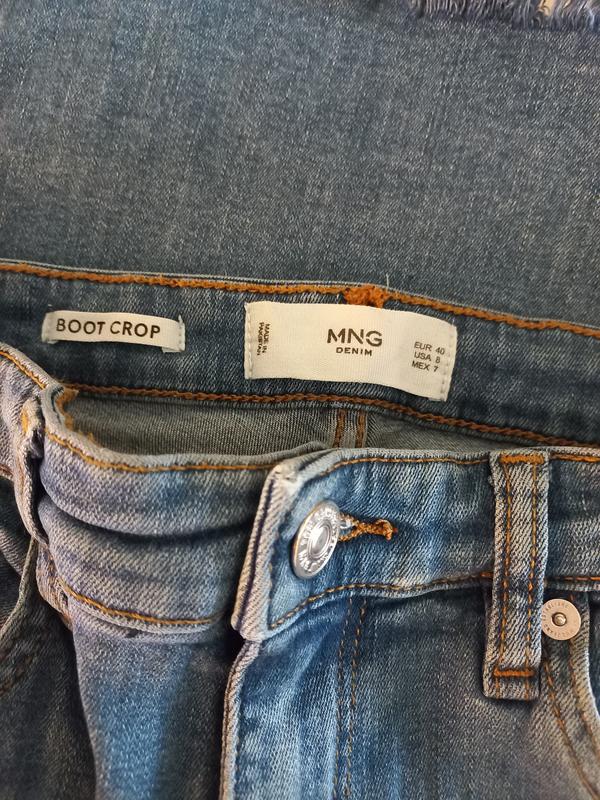 BOOT CROP
MADE IN
PAKISTAN
MNG
DENIM
EUR 40
USA 8
MEX 7